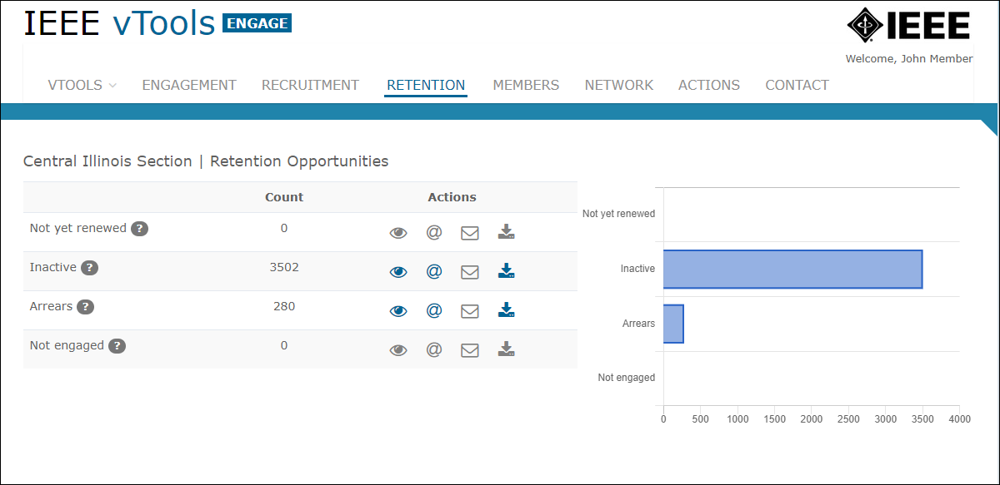 IEEE vTools ENGAGE
IEEE
Welcome, John Member
VTOOLS ENGAGEMENT RECRUITMENT RETENTION MEMBERS NETWORK ACTIONS CONTACT
Central Illinois Section | Retention Opportunities
Count Actions
Not yet renewed ? 0 @
Inactive ? 3502 @
Arrears ? 280 @
Not engaged ? 0 @
Not yet renewed
Inactive
Arrears
Not engaged
0 500 1000 1500 2000 2500 3000 3500 4000